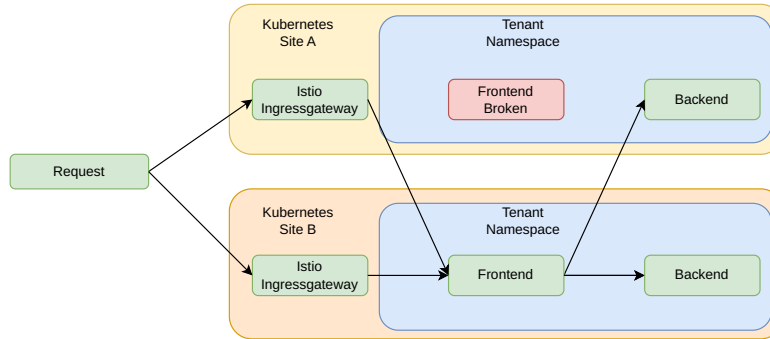 Kubernetes
Site A
Tenant
Namespace
Istio
Ingressgateway
Frontend
Broken
Backend
Request
Kubernetes
Site B
Tenant
Namespace
Istio
Ingressgateway
Frontend
Backend